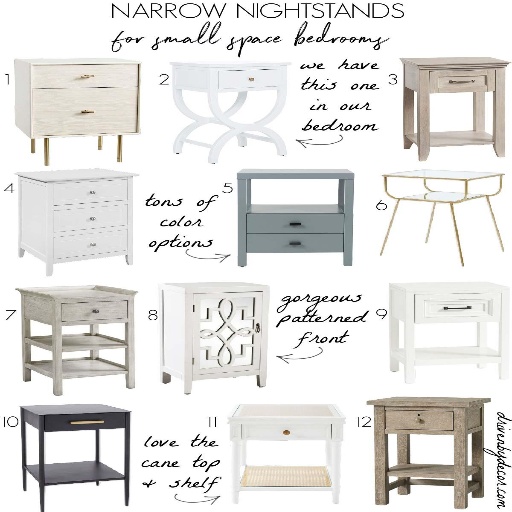 NARROW NIGHTSTANDS
for small space bedrooms
1
2
we have
this one
in our
bedroom
3
4
tons of
color
options
5
6
7
8
gorgeous
patterned
front
9
10
love the
cane top
& shelf
11
12
drivenbydecor.com